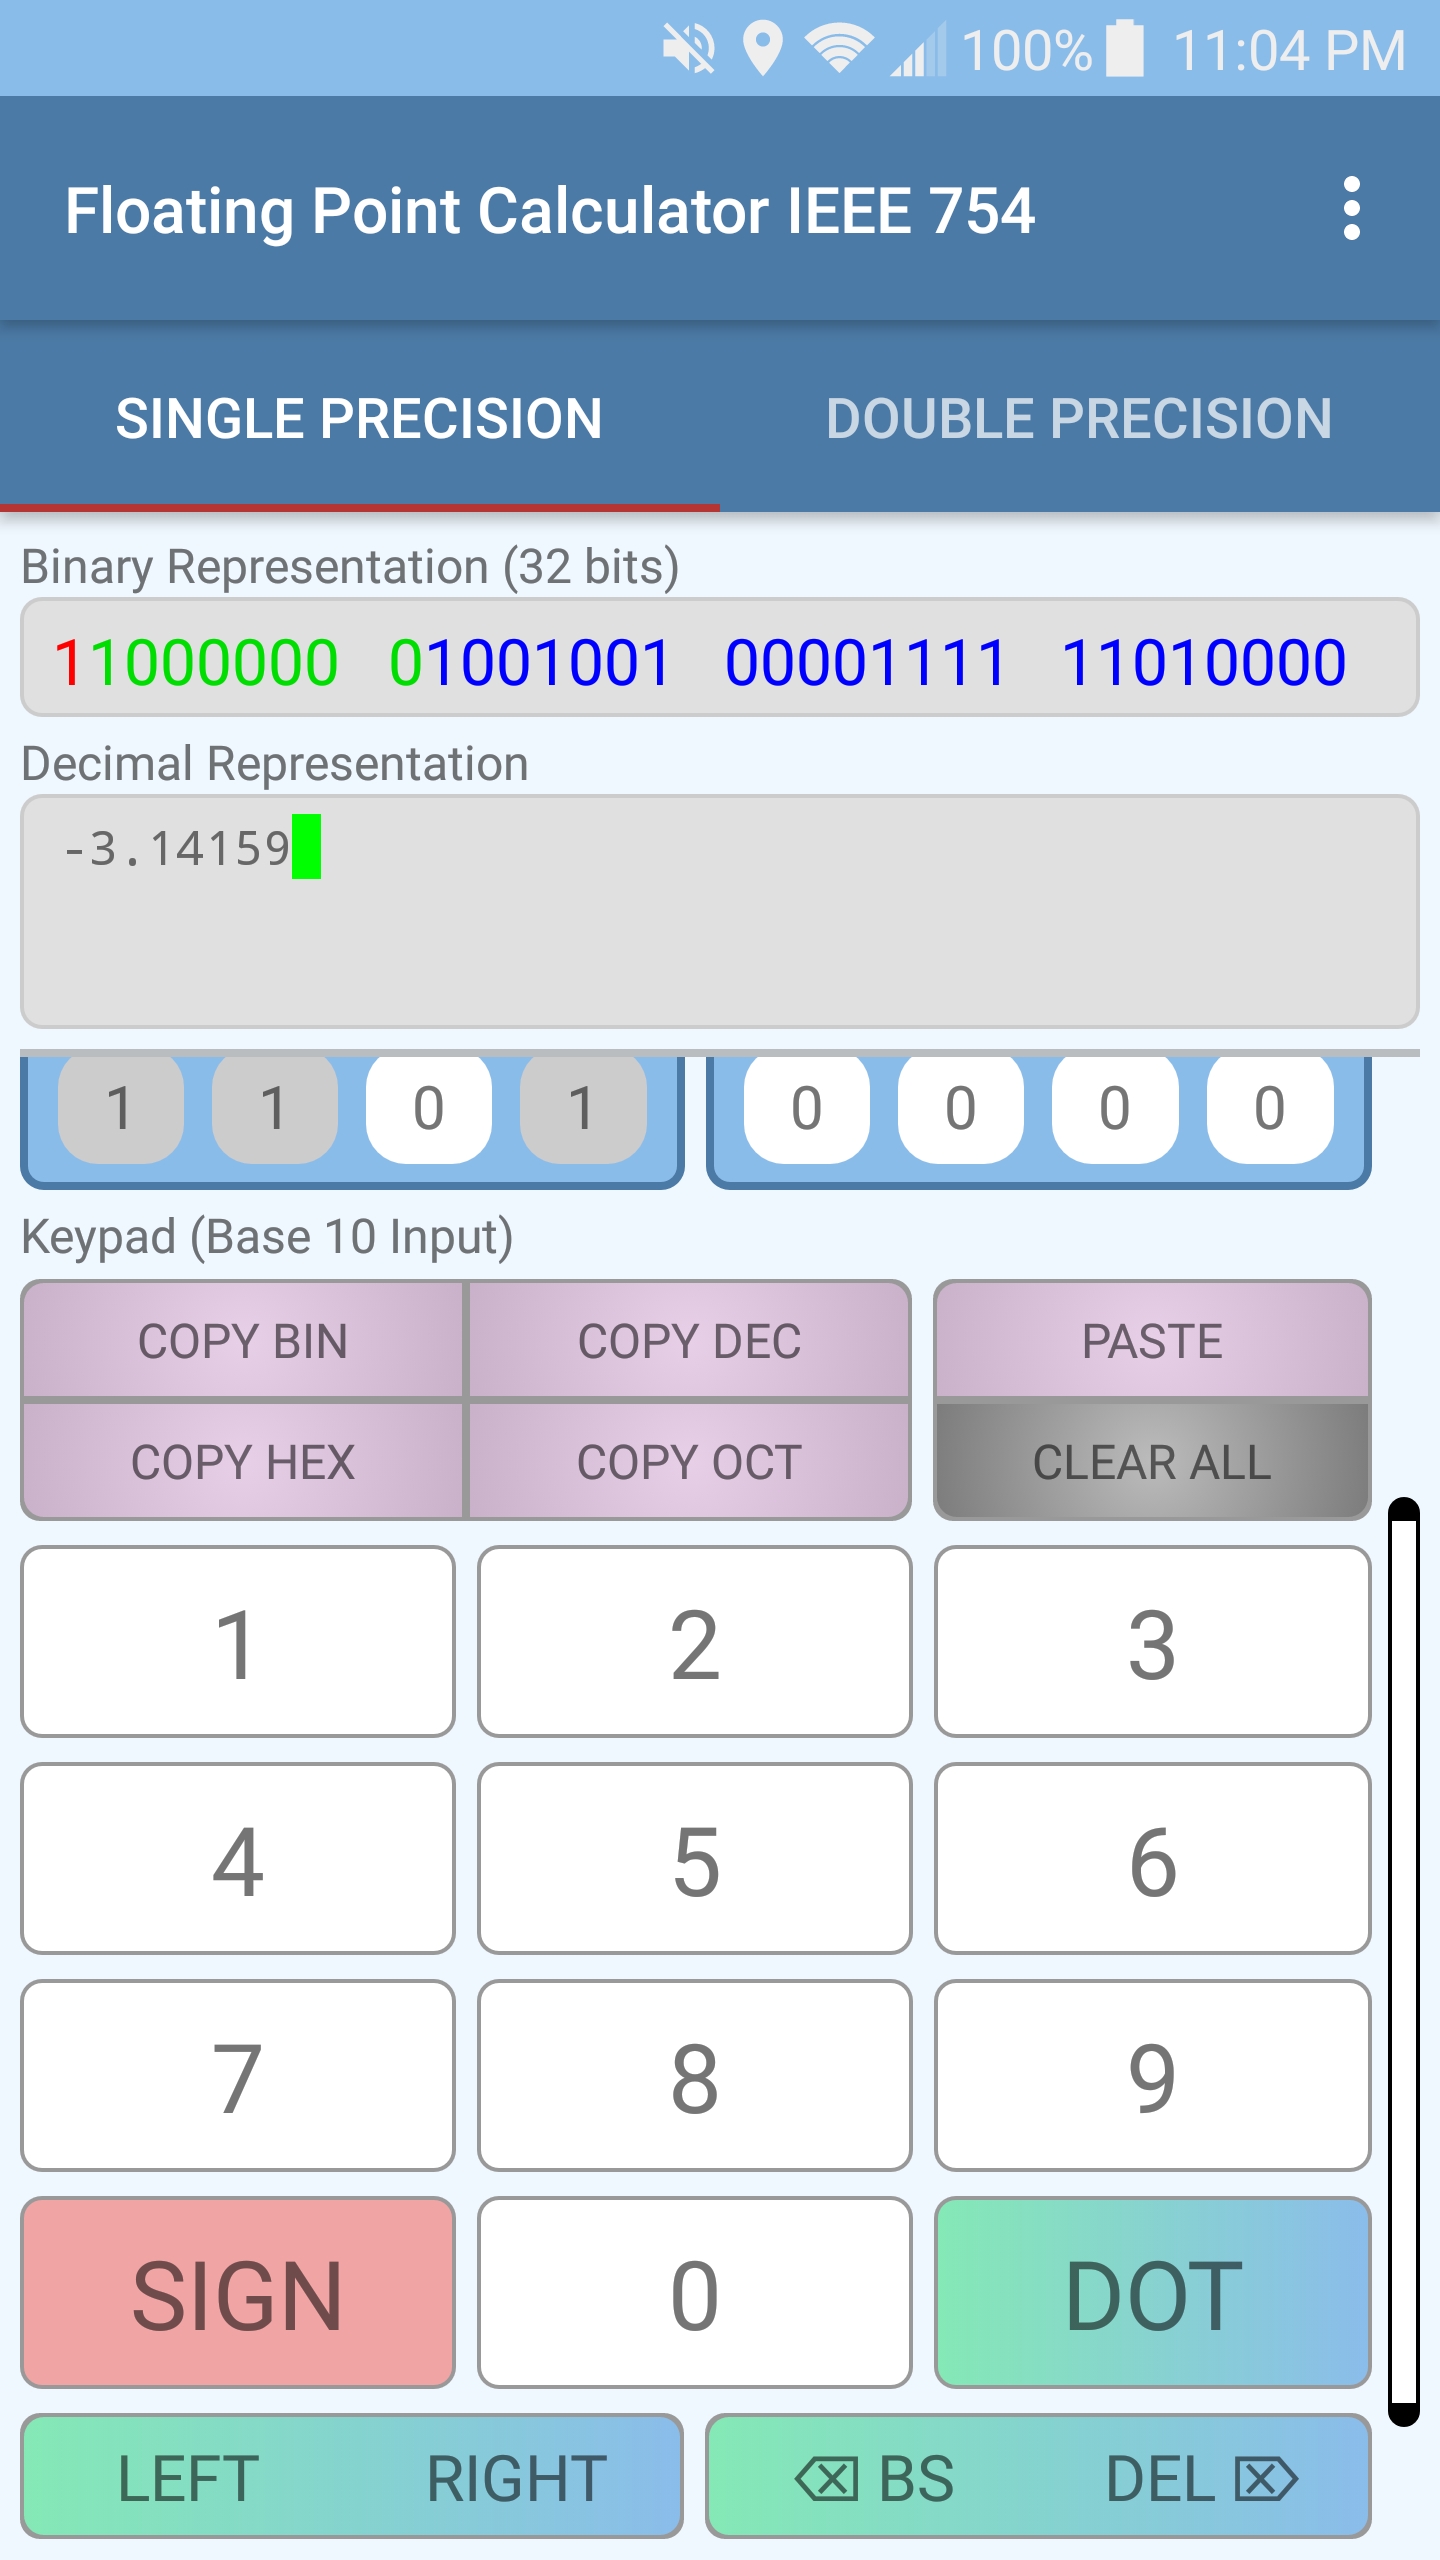 100% 11:04 PM
Floating Point Calculator IEEE 754
SINGLE PRECISION DOUBLE PRECISION
Binary Representation (32 bits)
11000000 01001001 00001111 11010000
Decimal Representation
-3.14159
1 1 0 1 0 0 0 0
Keypad (Base 10 Input)
COPY BIN COPY DEC PASTE
COPY HEX COPY OCT CLEAR ALL
1 2 3
4 5 6
7 8 9
SIGN 0 DOT
LEFT RIGHT BS DEL